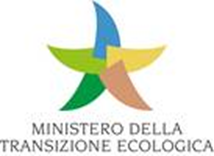 MINISTERO DELLA
TRANSIZIONE ECOLOGICA